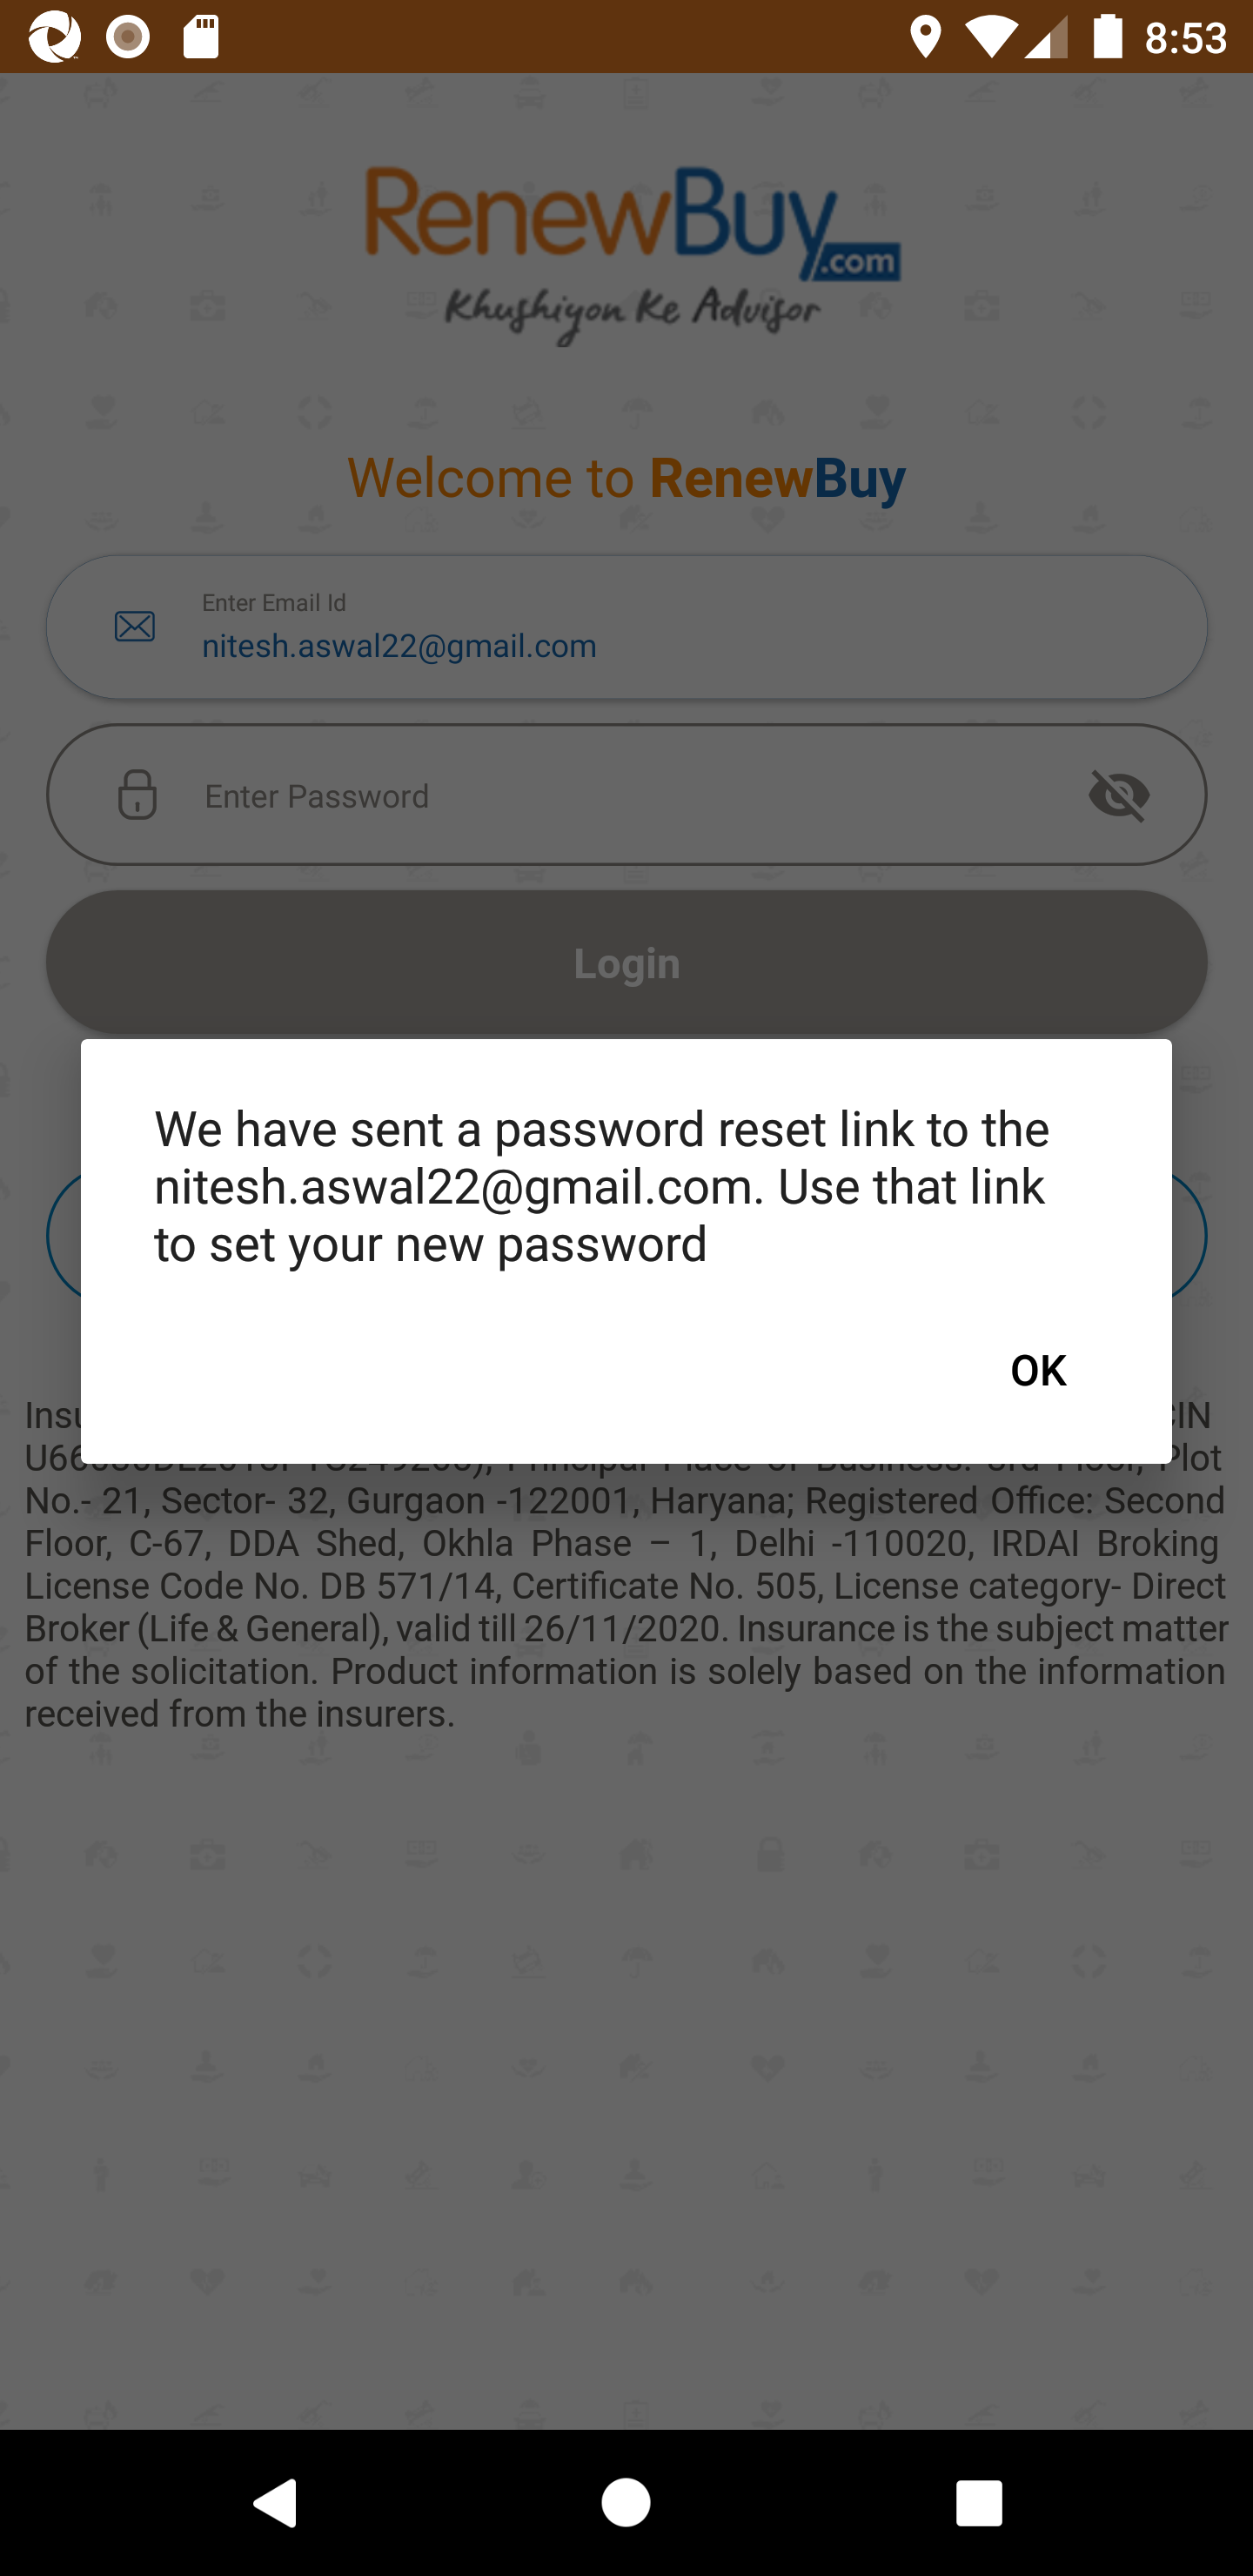 8:53
RenewBuy
.com
Khushiyon Ke Advisor
Welcome to RenewBuy
Enter Email Id
nitesh.aswal22@gmail.com
Enter Password
Login
We have sent a password reset link to the
nitesh.aswal22@gmail.com. Use that link
to set your new password
OK
CIN
Plot
No.- 21, Sector- 32, Gurgaon -122001, Haryana; Registered Office: Second
Floor, C-67, DDA Shed, Okhla Phase – 1, Delhi -110020, IRDAI Broking
License Code No. DB 571/14, Certificate No. 505, License category- Direct
Broker (Life & General), valid till 26/11/2020. Insurance is the subject matter
of the solicitation. Product information is solely based on the information
received from the insurers.